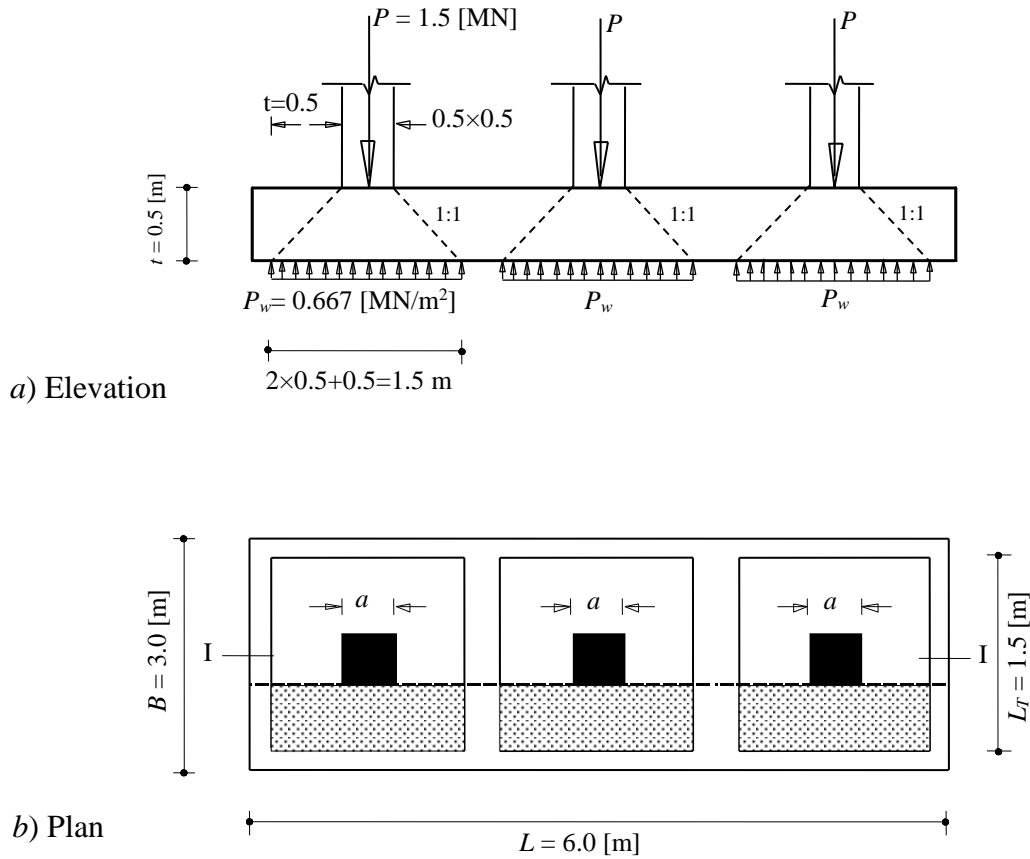 P = 1.5 [MN]
P
P
t=0.5
0.5×0.5
t = 0.5 [m]
1:1
1:1
1:1
P_w= 0.667 [MN/m²]
P_w
P_w
2×0.5+0.5=1.5 m
a) Elevation
a
a
a
I
I
B = 3.0 [m]
L_T = 1.5 [m]
b) Plan
L = 6.0 [m]